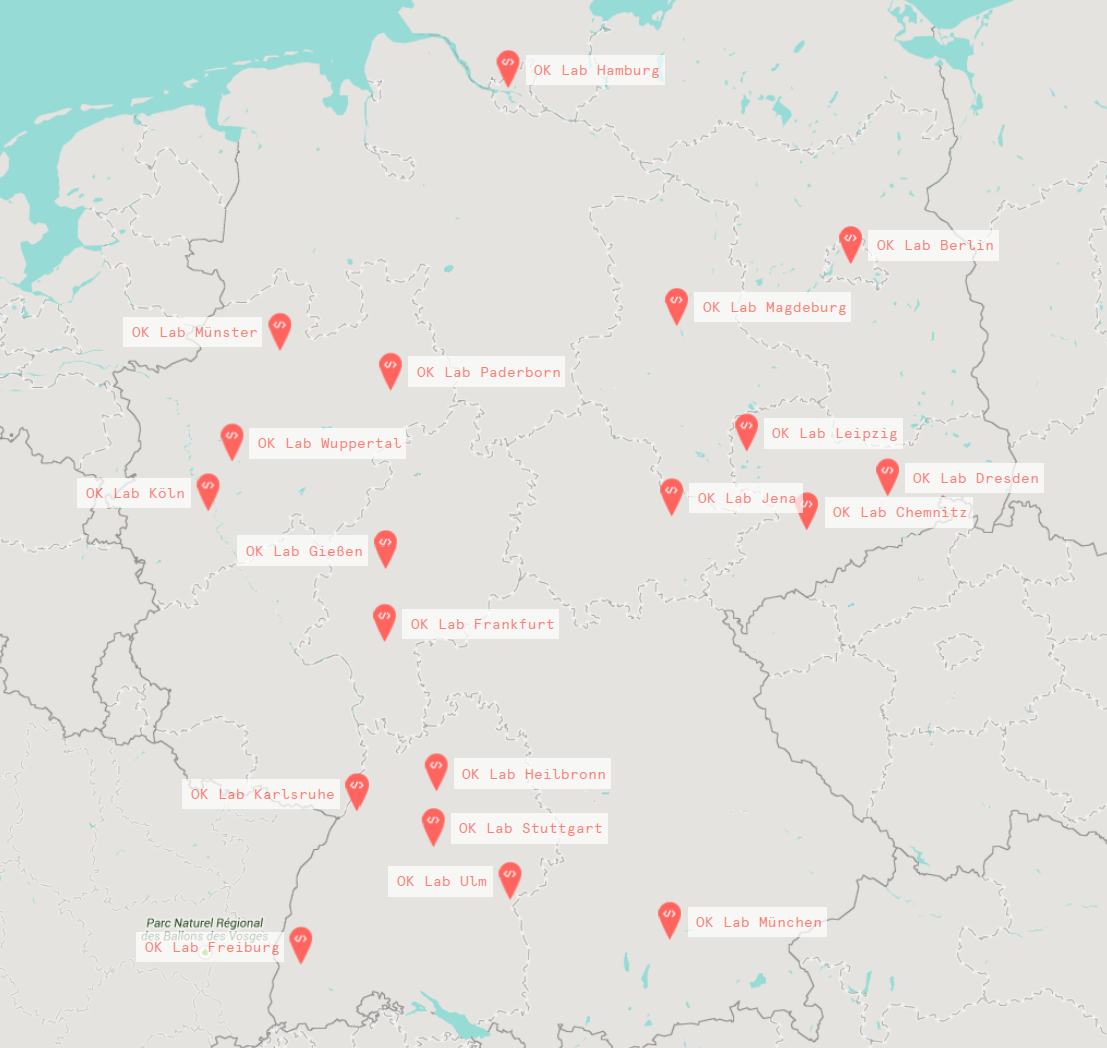 OK Lab Hamburg
OK Lab Berlin
OK Lab Magdeburg
OK Lab Münster
OK Lab Paderborn
OK Lab Leipzig
OK Lab Wuppertal
OK Lab Dresden
OK Lab Köln
OK Lab Jena
OK Lab Chemnitz
OK Lab Gießen
OK Lab Frankfurt
OK Lab Heilbronn
OK Lab Karlsruhe
OK Lab Stuttgart
OK Lab Ulm
OK Lab München
Parc Naturel Régional
des Ballons des Vosges
OK Lab Freiburg